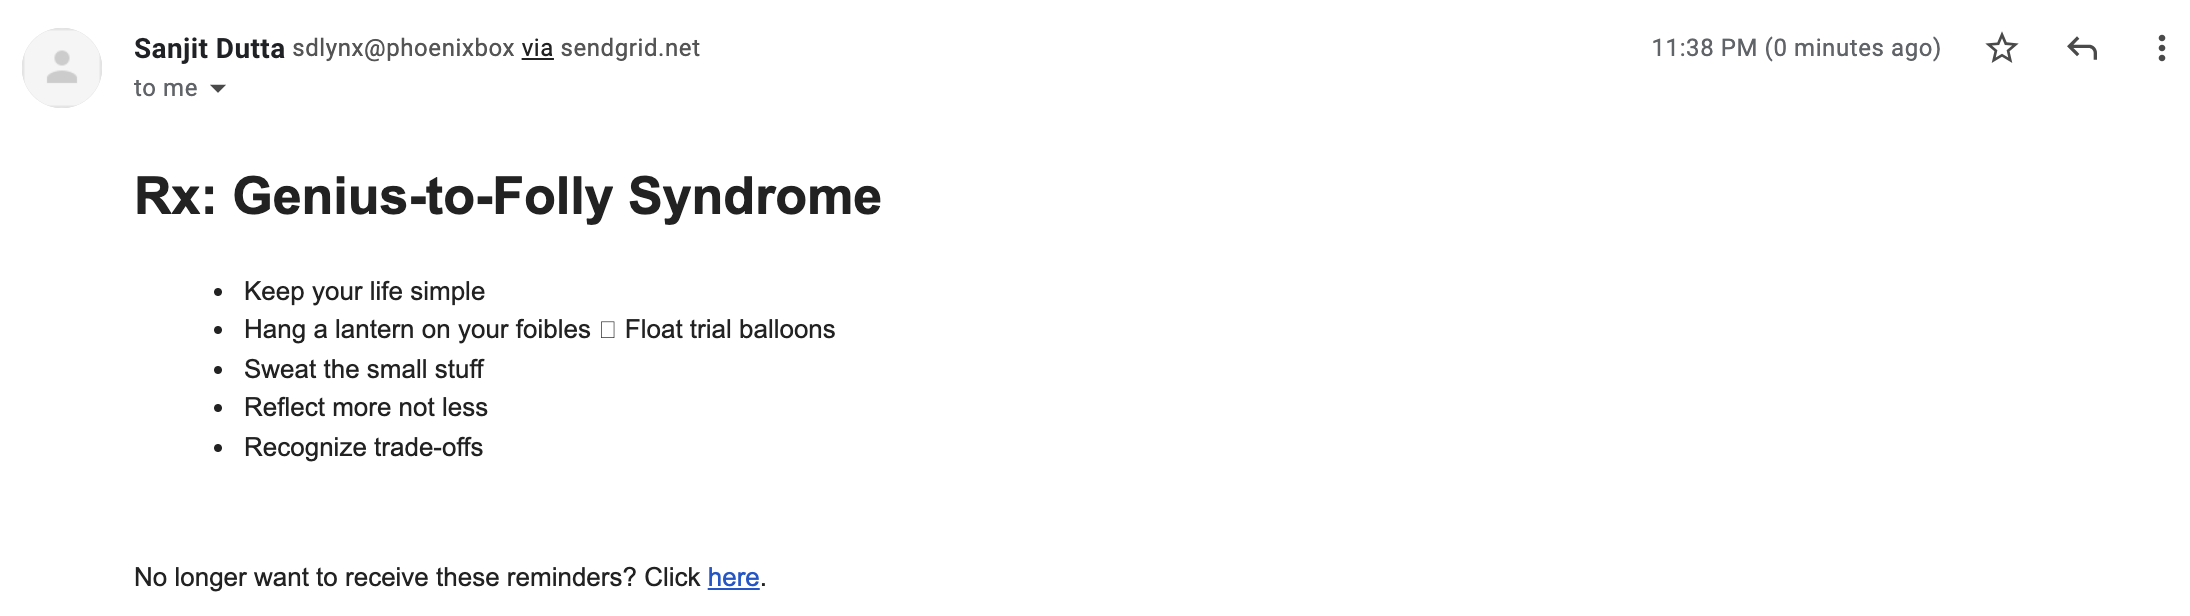 Sanjit Dutta sdlynx@phoenixbox via sendgrid.net 11:38 PM (0 minutes ago)
to me
Rx: Genius-to-Folly Syndrome
• Keep your life simple
• Hang a lantern on your foibles □ Float trial balloons
• Sweat the small stuff
• Reflect more not less
• Recognize trade-offs
No longer want to receive these reminders? Click here.